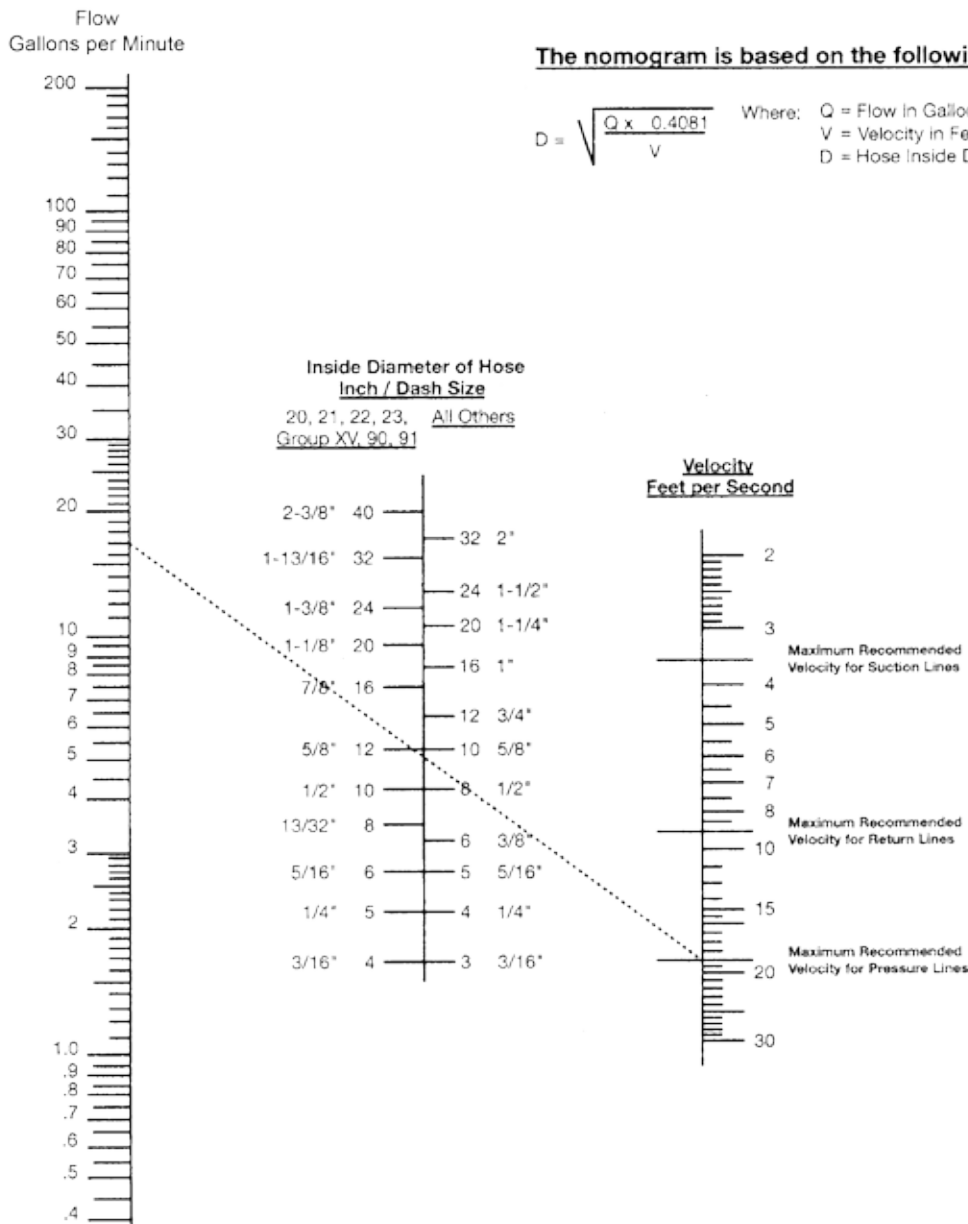 Flow
Gallons per Minute
The nomogram is based on the followi
D = √ Q x 0.4081 / V
Where: Q = Flow in Gallon
V = Velocity in Fe
D = Hose Inside D
200
100
90
80
70
60
50
40
30
20
10
9
8
7
6
5
4
3
2
1.0
.9
.8
.7
.6
.5
.4
Inside Diameter of Hose
Inch / Dash Size
20, 21, 22, 23, All Others
Group XV, 90, 91
2-3/8" 40
32 2"
1-13/16" 32
24 1-1/2"
1-3/8" 24
20 1-1/4"
1-1/8" 20
16 1"
7/8" 16
12 3/4"
5/8" 12 10 5/8"
1/2" 10 8 1/2"
13/32" 8
6 3/8"
5/16" 6 5 5/16"
1/4" 5 4 1/4"
3/16" 4 3 3/16"
Velocity
Feet per Second
2
3
Maximum Recommended
Velocity for Suction Lines
4
5
6
7
8
Maximum Recommended
Velocity for Return Lines
10
15
Maximum Recommended
Velocity for Pressure Lines
20
30